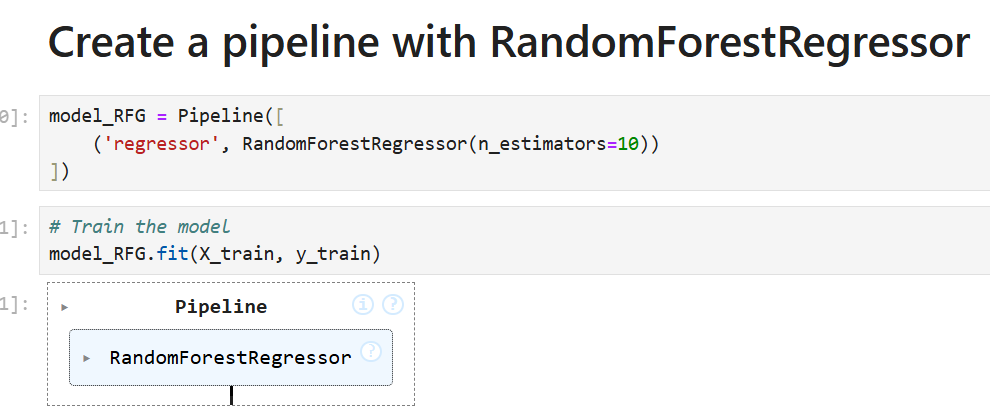 Create a pipeline with RandomForestRegressor
0]:
model_RFG = Pipeline([
('regressor', RandomForestRegressor(n_estimators=10))
])
1]:
# Train the model
model_RFG.fit(X_train, y_train)
1]:
▸ Pipeline i ?
▸ RandomForestRegressor ?